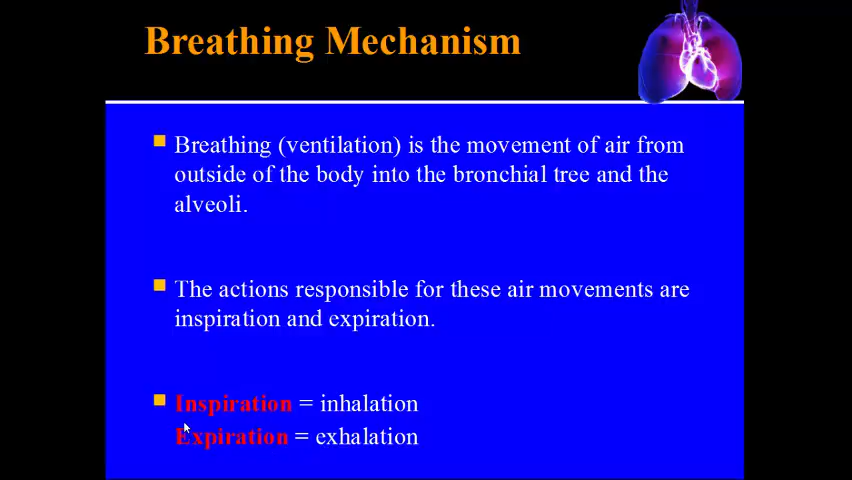 Breathing Mechanism
Breathing (ventilation) is the movement of air from
outside of the body into the bronchial tree and the
alveoli.
The actions responsible for these air movements are
inspiration and expiration.
Inspiration = inhalation
Expiration = exhalation